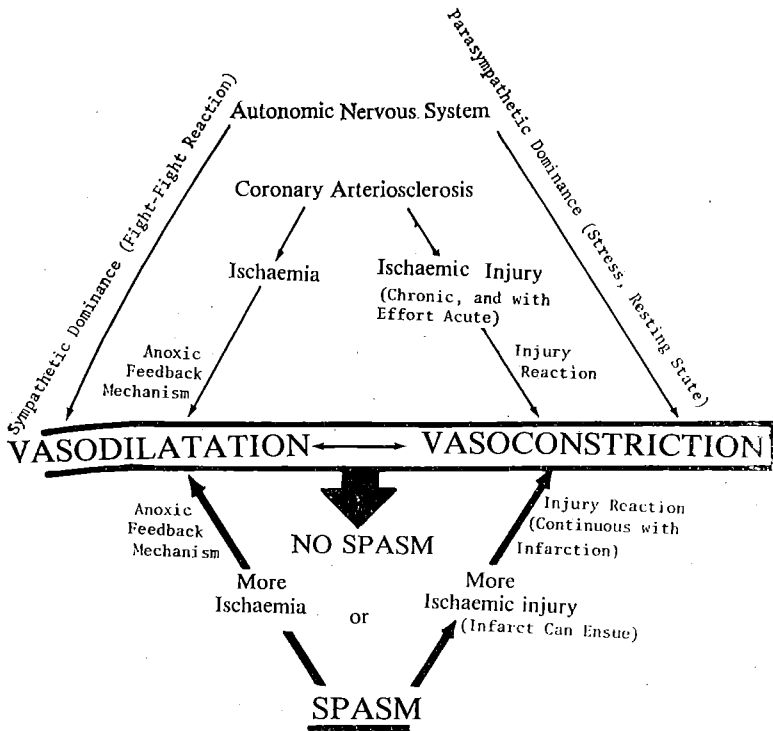 Parasympathetic Dominance (Stress, Resting State)
Sympathetic Dominance (Fight-Fight Reaction)
Autonomic Nervous System
Coronary Arteriosclerosis
Ischaemia
Ischaemic Injury
(Chronic, and with
Effort Acute)
Anoxic
Feedback
Mechanism
Injury
Reaction
VASODILATATION
VASOCONSTRICTION
Anoxic
Feedback
Mechanism
NO SPASM
Injury Reaction
(Continuous with
Infarction)
More
Ischaemia
or
More
Ischaemic injury
(Infarct Can Ensue)
SPASM